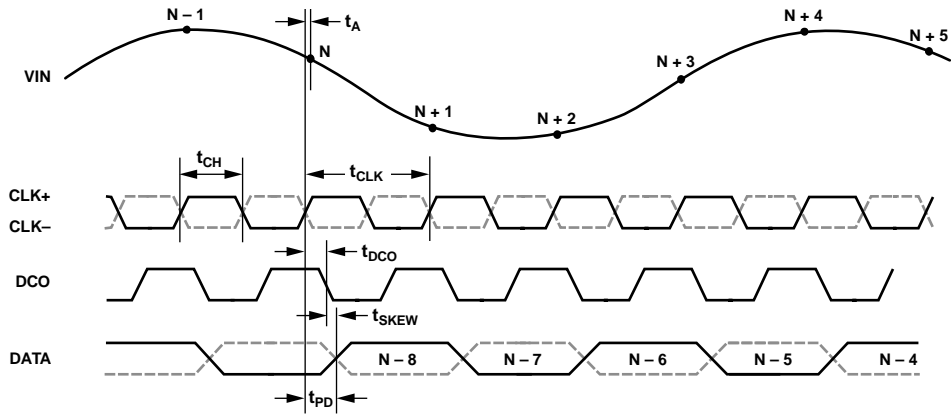 N – 1
t_A
N
N + 4
N + 5
N + 3
VIN
N + 1
N + 2
t_CH
t_CLK
CLK+
CLK–
t_DCO
DCO
t_SKEW
DATA
N – 8
N – 7
N – 6
N – 5
N – 4
t_PD